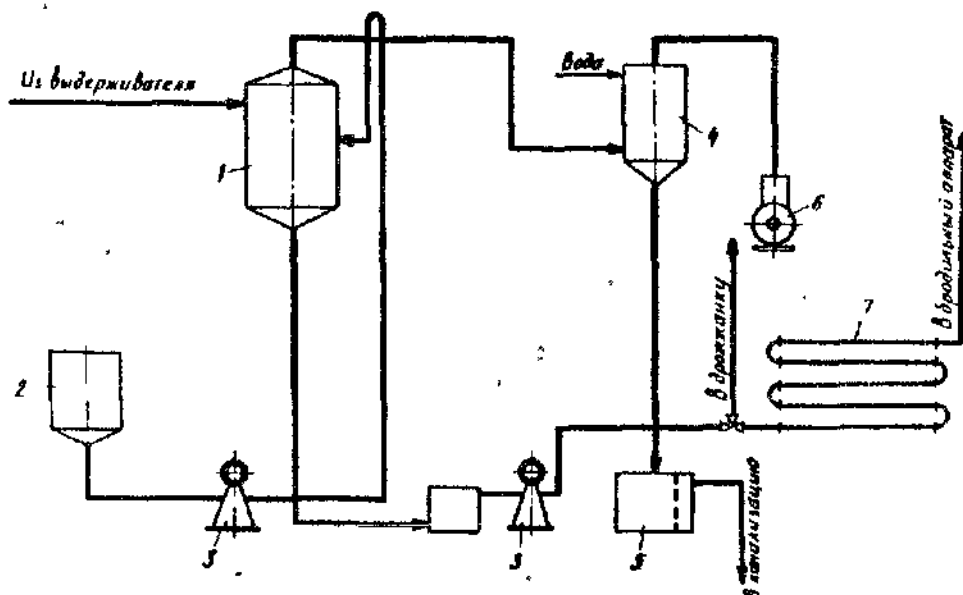 Из выдерживателя
Вода
1
4
6
В бродильный аппарат
В дрожжанку
7
2
3
3
5
В канализацию